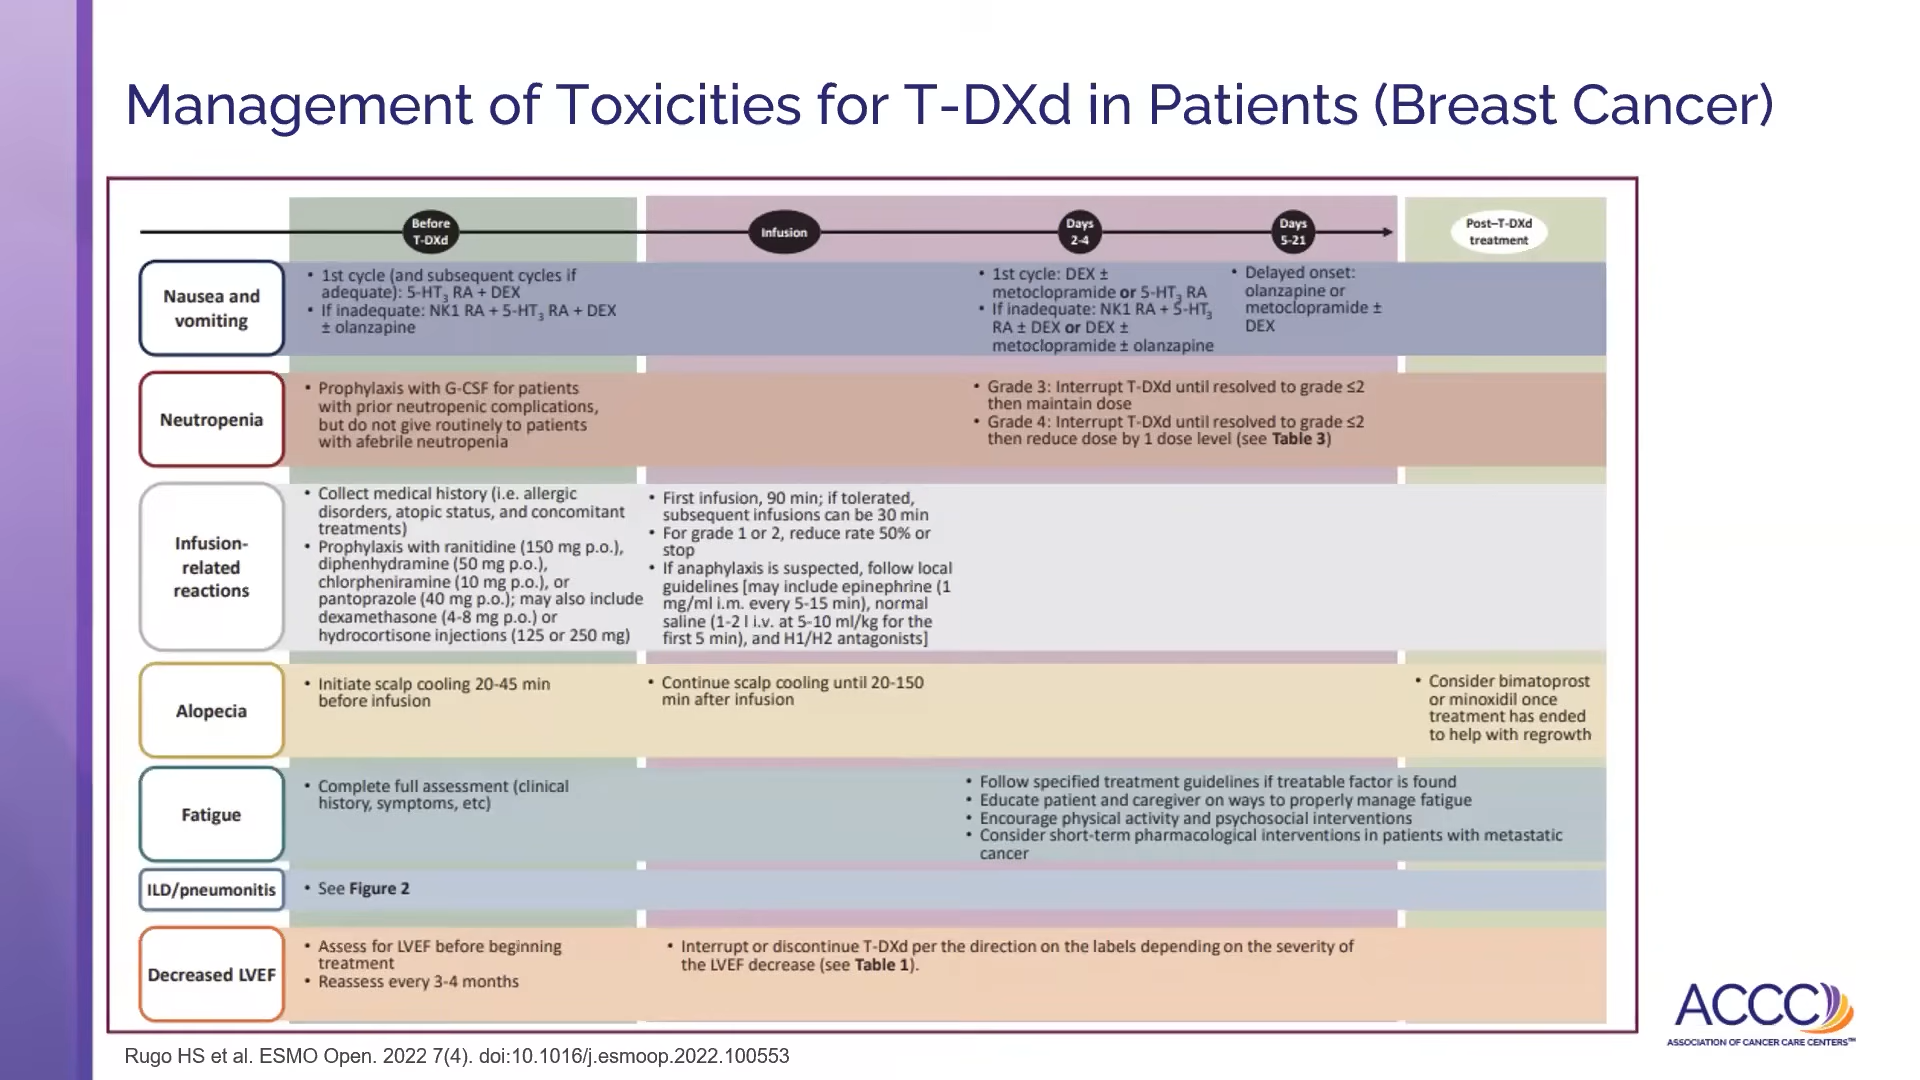 Management of Toxicities for T-DXd in Patients (Breast Cancer)
Before
T-DXd
Infusion
Days
2-4
Days
5-21
Post–T-DXd
treatment
Nausea and
vomiting
• 1st cycle (and subsequent cycles if
adequate): 5-HT3 RA + DEX
• If inadequate: NK1 RA + 5-HT3 RA + DEX
± olanzapine
• 1st cycle: DEX ±
metoclopramide or 5-HT3 RA
• If inadequate: NK1 RA + 5-HT3
RA ± DEX or DEX ±
metoclopramide ± olanzapine
• Delayed onset:
olanzapine or
metoclopramide ±
DEX
Neutropenia
• Prophylaxis with G-CSF for patients
with prior neutropenic complications,
but do not give routinely to patients
with afebrile neutropenia
• Grade 3: Interrupt T-DXd until resolved to grade ≤2
then maintain dose
• Grade 4: Interrupt T-DXd until resolved to grade ≤2
then reduce dose by 1 dose level (see Table 3)
Infusion-
related
reactions
• Collect medical history (i.e. allergic
disorders, atopic status, and concomitant
treatments)
• Prophylaxis with ranitidine (150 mg p.o.),
diphenhydramine (50 mg p.o.),
chlorpheniramine (10 mg p.o.), or
pantoprazole (40 mg p.o.); may also include
dexamethasone (4-8 mg p.o.) or
hydrocortisone injections (125 or 250 mg)
• First infusion, 90 min; if tolerated,
subsequent infusions can be 30 min
• For grade 1 or 2, reduce rate 50% or
stop
• If anaphylaxis is suspected, follow local
guidelines [may include epinephrine (1
mg/ml i.m. every 5-15 min), normal
saline (1-2 l i.v. at 5-10 ml/kg for the
first 5 min), and H1/H2 antagonists]
Alopecia
• Initiate scalp cooling 20-45 min
before infusion
• Continue scalp cooling until 20-150
min after infusion
• Consider bimatoprost
or minoxidil once
treatment has ended
to help with regrowth
Fatigue
• Complete full assessment (clinical
history, symptoms, etc)
• Follow specified treatment guidelines if treatable factor is found
• Educate patient and caregiver on ways to properly manage fatigue
• Encourage physical activity and psychosocial interventions
• Consider short-term pharmacological interventions in patients with metastatic
cancer
ILD/pneumonitis
• See Figure 2
Decreased LVEF
• Assess for LVEF before beginning
treatment
• Reassess every 3-4 months
• Interrupt or discontinue T-DXd per the direction on the labels depending on the severity of
the LVEF decrease (see Table 1).
Rugo HS et al. ESMO Open. 2022 7(4). doi:10.1016/j.esmoop.2022.100553
ACCC
ASSOCIATION OF CANCER CARE CENTERS™